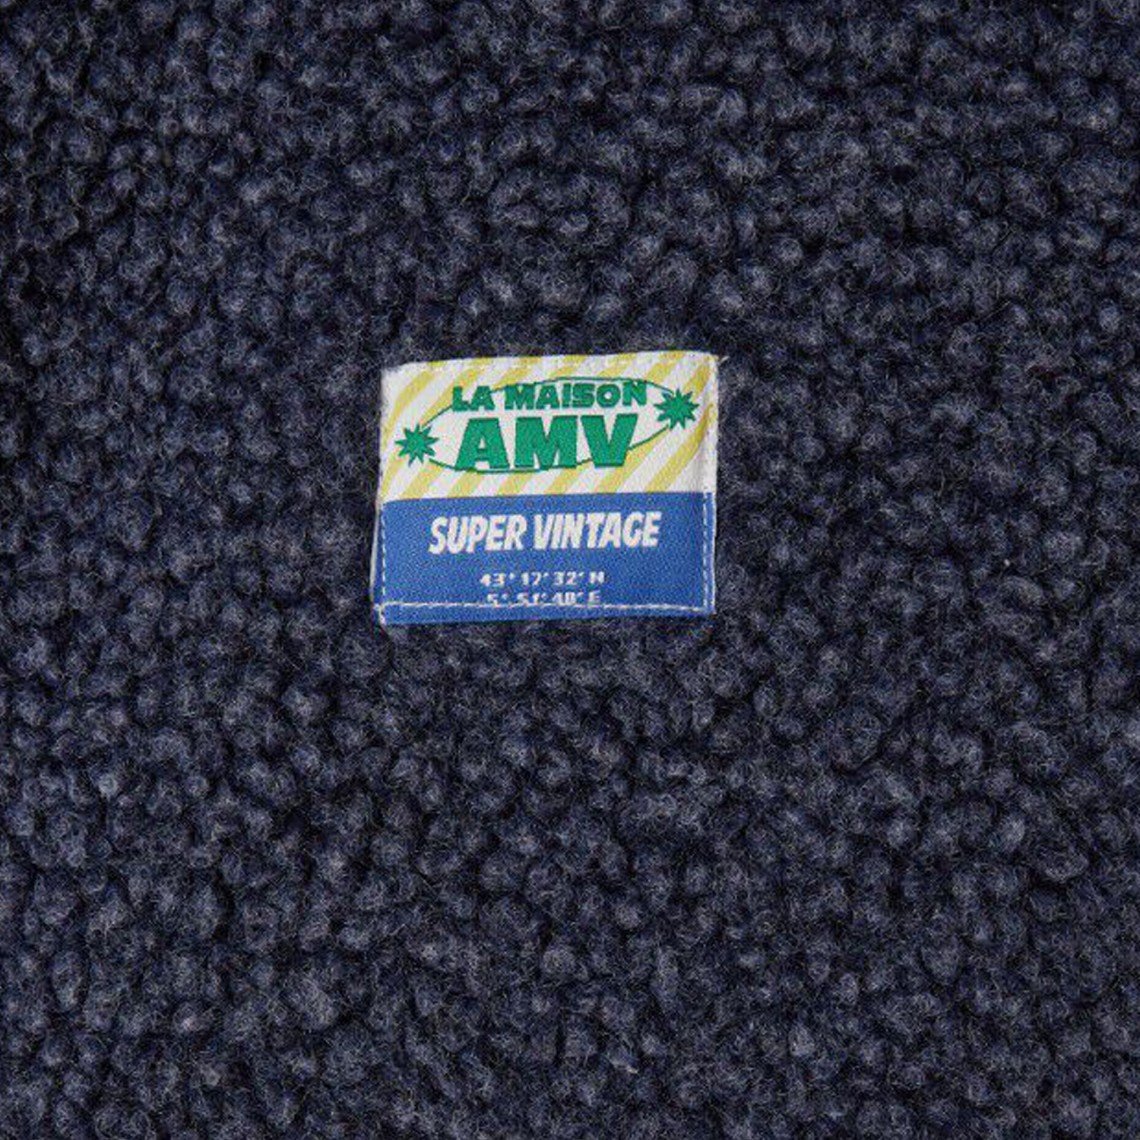 LA MAISON
AMV
SUPER VINTAGE
43° 17' 32" N
5° 51' 48" E